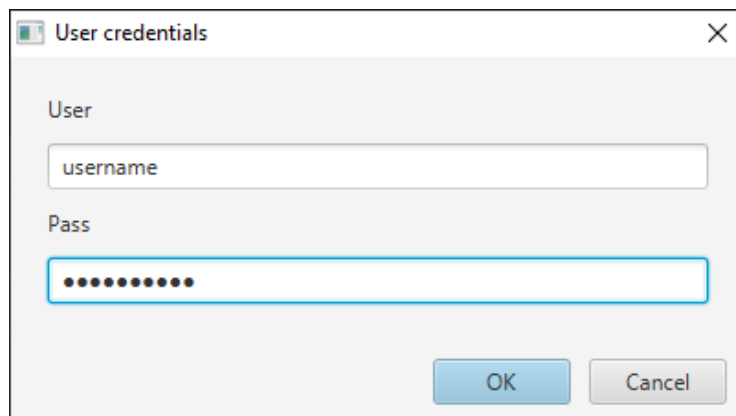 User credentials
User
username
Pass
●●●●●●●●●●
OK Cancel